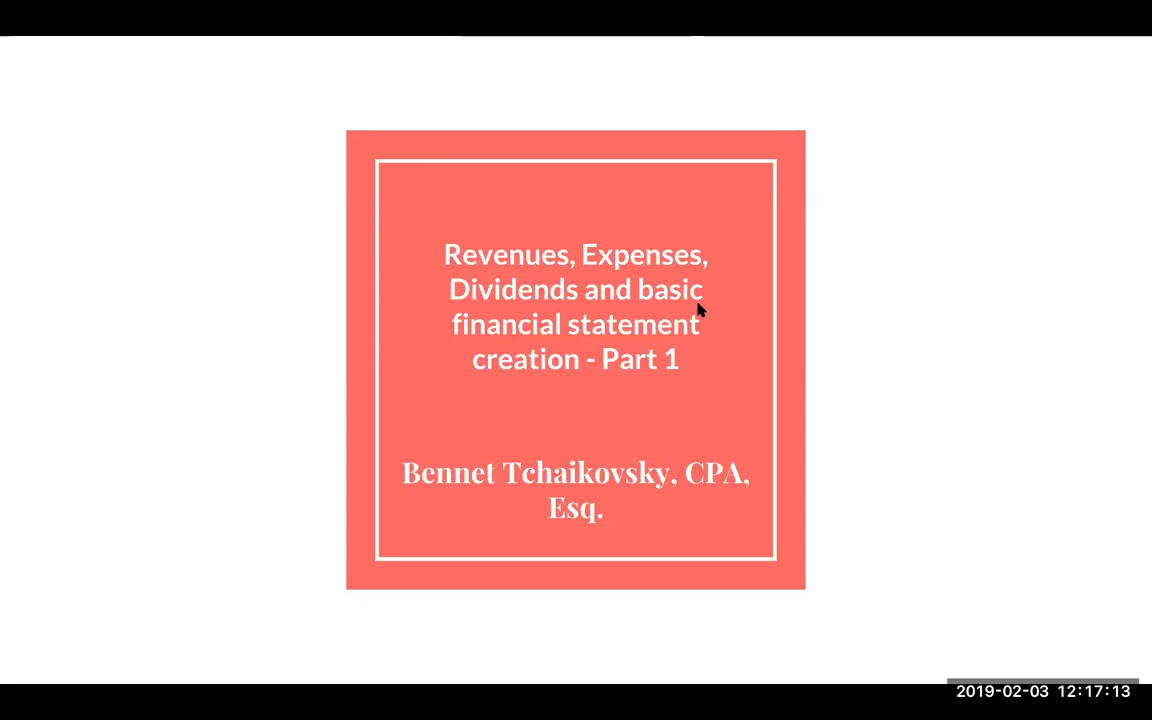 Revenues, Expenses,
Dividends and basic
financial statement
creation - Part 1
Bennet Tchaikovsky, CPA,
Esq.
2019-02-03 12:17:13